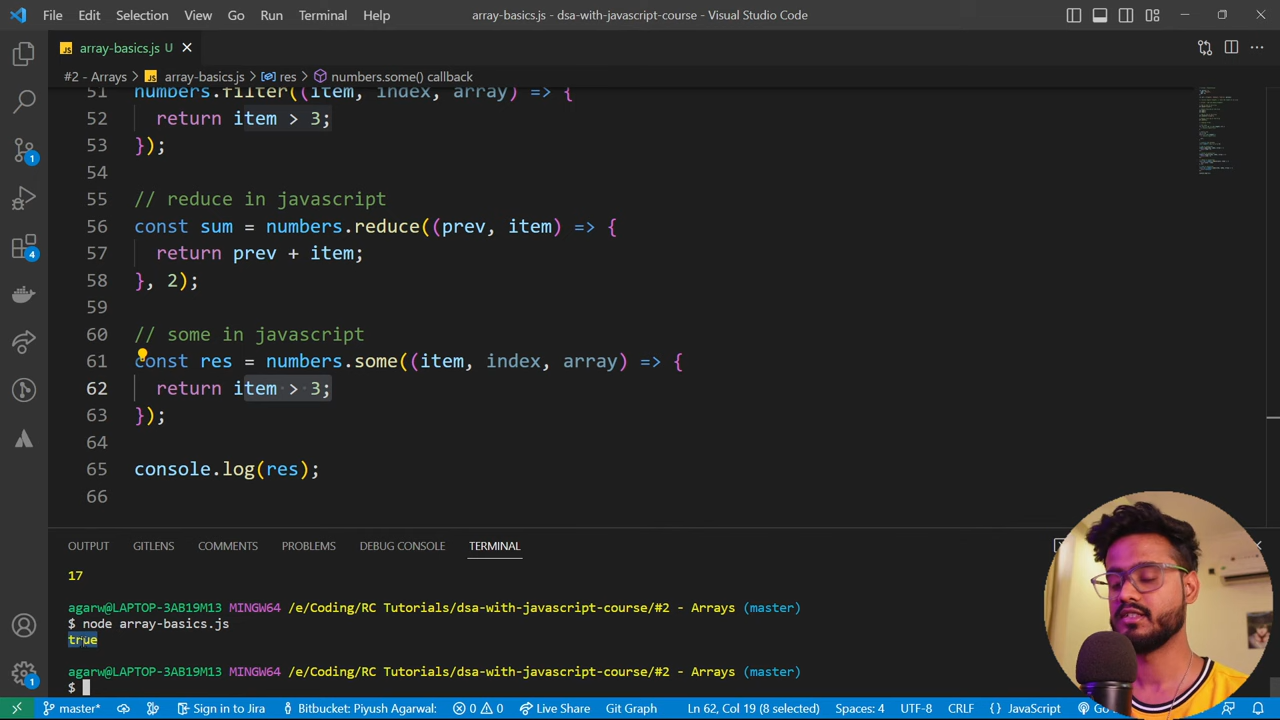 File Edit Selection View Go Run Terminal Help array-basics.js - dsa-with-javascript-course - Visual Studio Code
JS array-basics.js U
#2 - Arrays > JS array-basics.js > res > numbers.some() callback
51 numbers.filter((item, index, array) => {
52 return item > 3;
53 });
54
55 // reduce in javascript
56 const sum = numbers.reduce((prev, item) => {
57 return prev + item;
58 }, 2);
59
60 // some in javascript
61 const res = numbers.some((item, index, array) => {
62 return item > 3;
63 });
64
65 console.log(res);
66
1
4
1
OUTPUT GITLENS COMMENTS PROBLEMS DEBUG CONSOLE TERMINAL
17
agarw@LAPTOP-3AB19M13 MINGW64 /e/Coding/RC Tutorials/dsa-with-javascript-course/#2 - Arrays (master)
$ node array-basics.js
true
agarw@LAPTOP-3AB19M13 MINGW64 /e/Coding/RC Tutorials/dsa-with-javascript-course/#2 - Arrays (master)
$
master* Sign in to Jira Bitbucket: Piyush Agarwal: 0 0 Live Share Git Graph Ln 62, Col 19 (8 selected) Spaces: 4 UTF-8 CRLF {} JavaScript Go